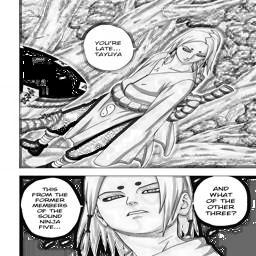 YOU'RE
LATE...
TAYUYA
THIS
FROM THE
FORMER
MEMBERS
OF THE
SOUND
NINJA
FIVE...
AND
WHAT
OF THE
OTHER
THREE?